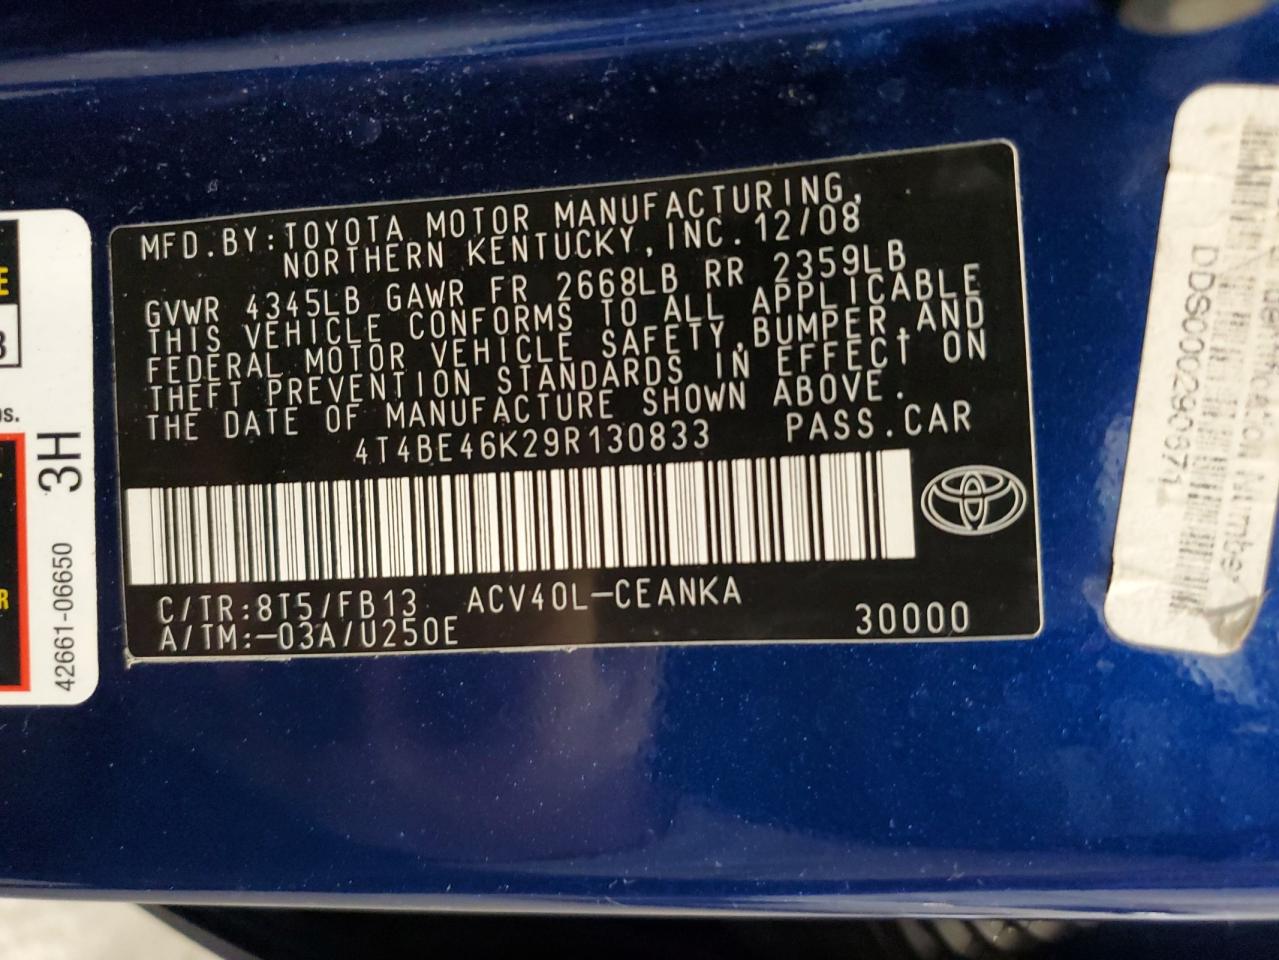 MFD.BY:TOYOTA MOTOR MANUFACTURING,
NORTHERN KENTUCKY,INC.12/08
GVWR 4345LB GAWR FR 2668LB RR 2359LB
THIS VEHICLE CONFORMS TO ALL APPLICABLE
FEDERAL MOTOR VEHICLE SAFETY,BUMPER,AND
THEFT PREVENTION STANDARDS IN EFFECT ON
THE DATE OF MANUFACTURE SHOWN ABOVE.
4T4BE46K29R130833 PASS.CAR
C/TR:8T5/FB13 ACV40L-CEANKA
A/TM:-03A/U250E 30000
3H
42661-06650